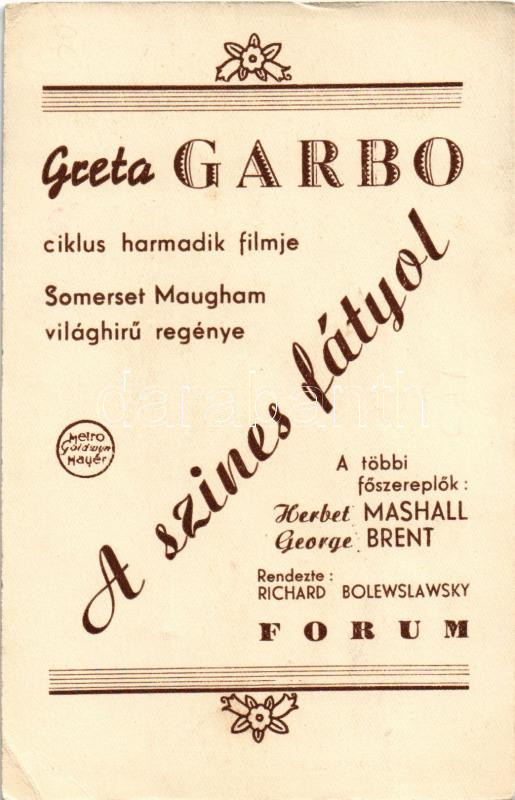 Greta GARBO
ciklus harmadik filmje
Somerset Maugham
világhirű regénye
A szines fátyol
Metro
Goldwyn
Mayer
A többi
főszereplők:
Herbet MASHALL
George BRENT
Rendezte:
RICHARD BOLEWSLAWSKY
FORUM
darabanth